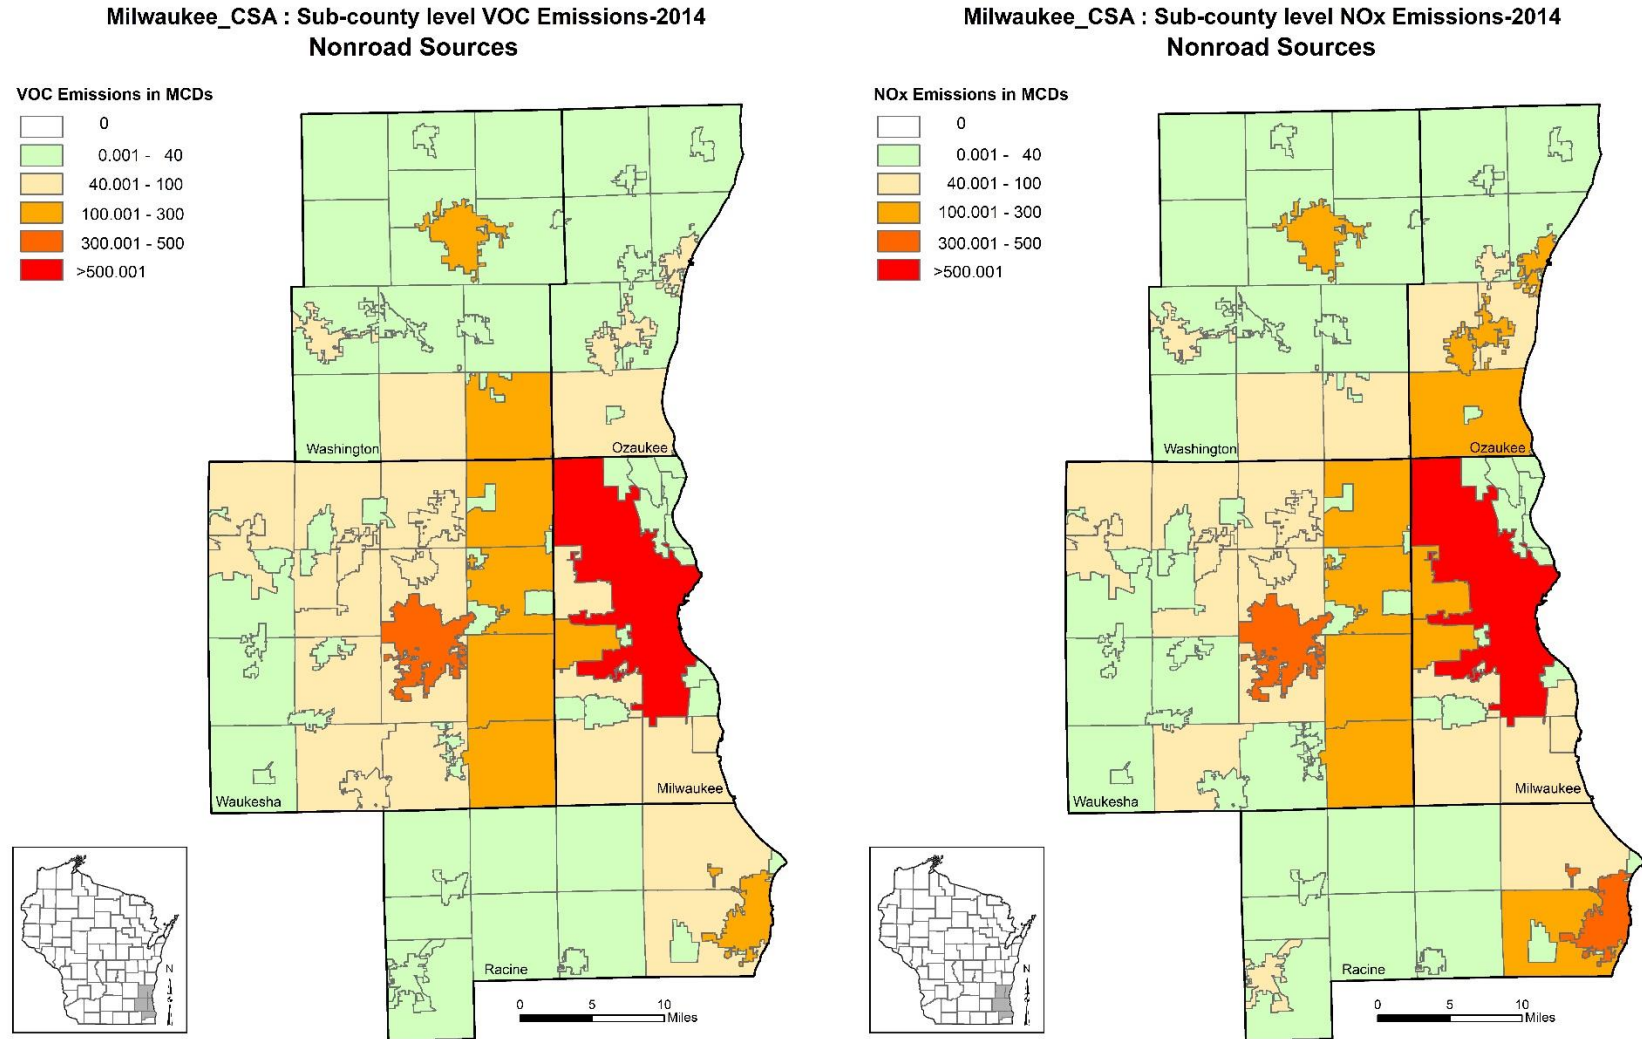 Milwaukee_CSA : Sub-county level VOC Emissions-2014
Nonroad Sources
VOC Emissions in MCDs
0
0.001 - 40
40.001 - 100
100.001 - 300
300.001 - 500
>500.001
Washington
Ozaukee
Waukesha
Milwaukee
Racine
N
0 5 10
Miles
Milwaukee_CSA : Sub-county level NOx Emissions-2014
Nonroad Sources
NOx Emissions in MCDs
0
0.001 - 40
40.001 - 100
100.001 - 300
300.001 - 500
>500.001
Washington
Ozaukee
Waukesha
Milwaukee
Racine
N
0 5 10
Miles